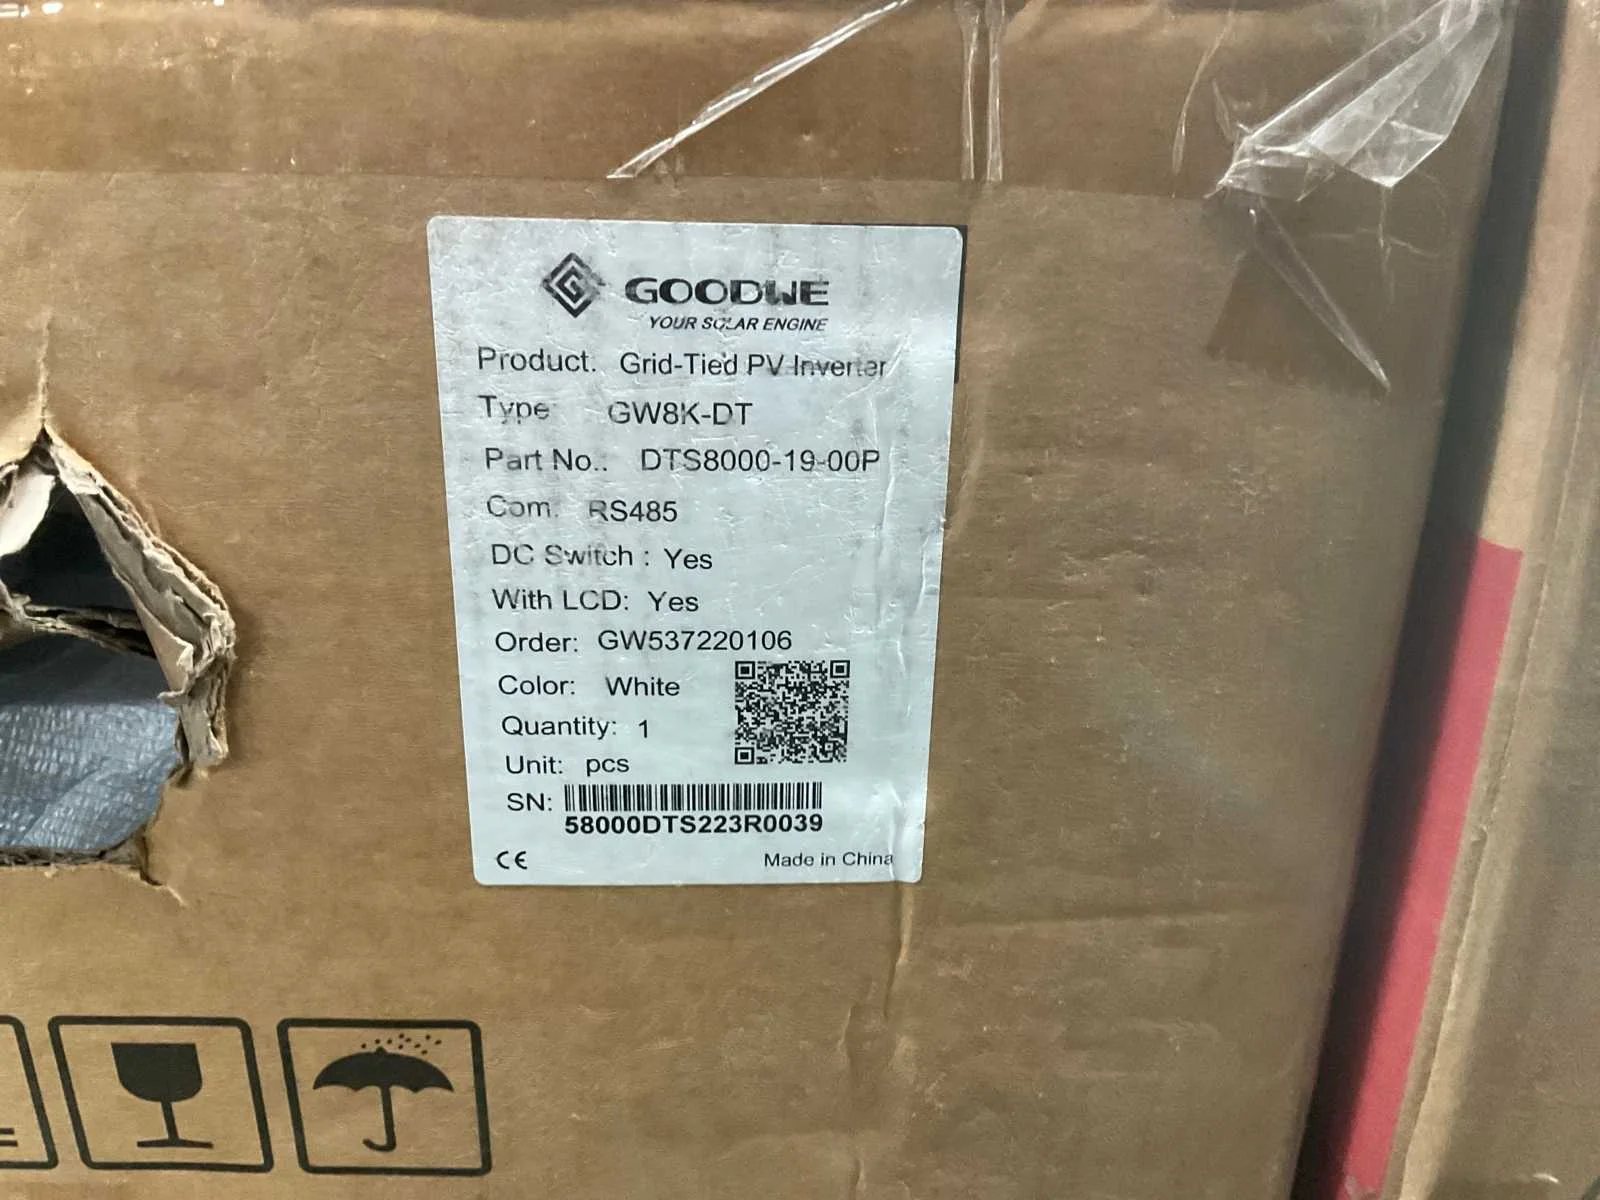 GOODWE
YOUR SOLAR ENGINE
Product: Grid-Tied PV Inverter
Type: GW8K-DT
Part No.: DTS8000-19-00P
Com: RS485
DC Switch : Yes
With LCD: Yes
Order: GW537220106
Color: White
Quantity: 1
Unit: pcs
SN:
58000DTS223R0039
CE Made in China